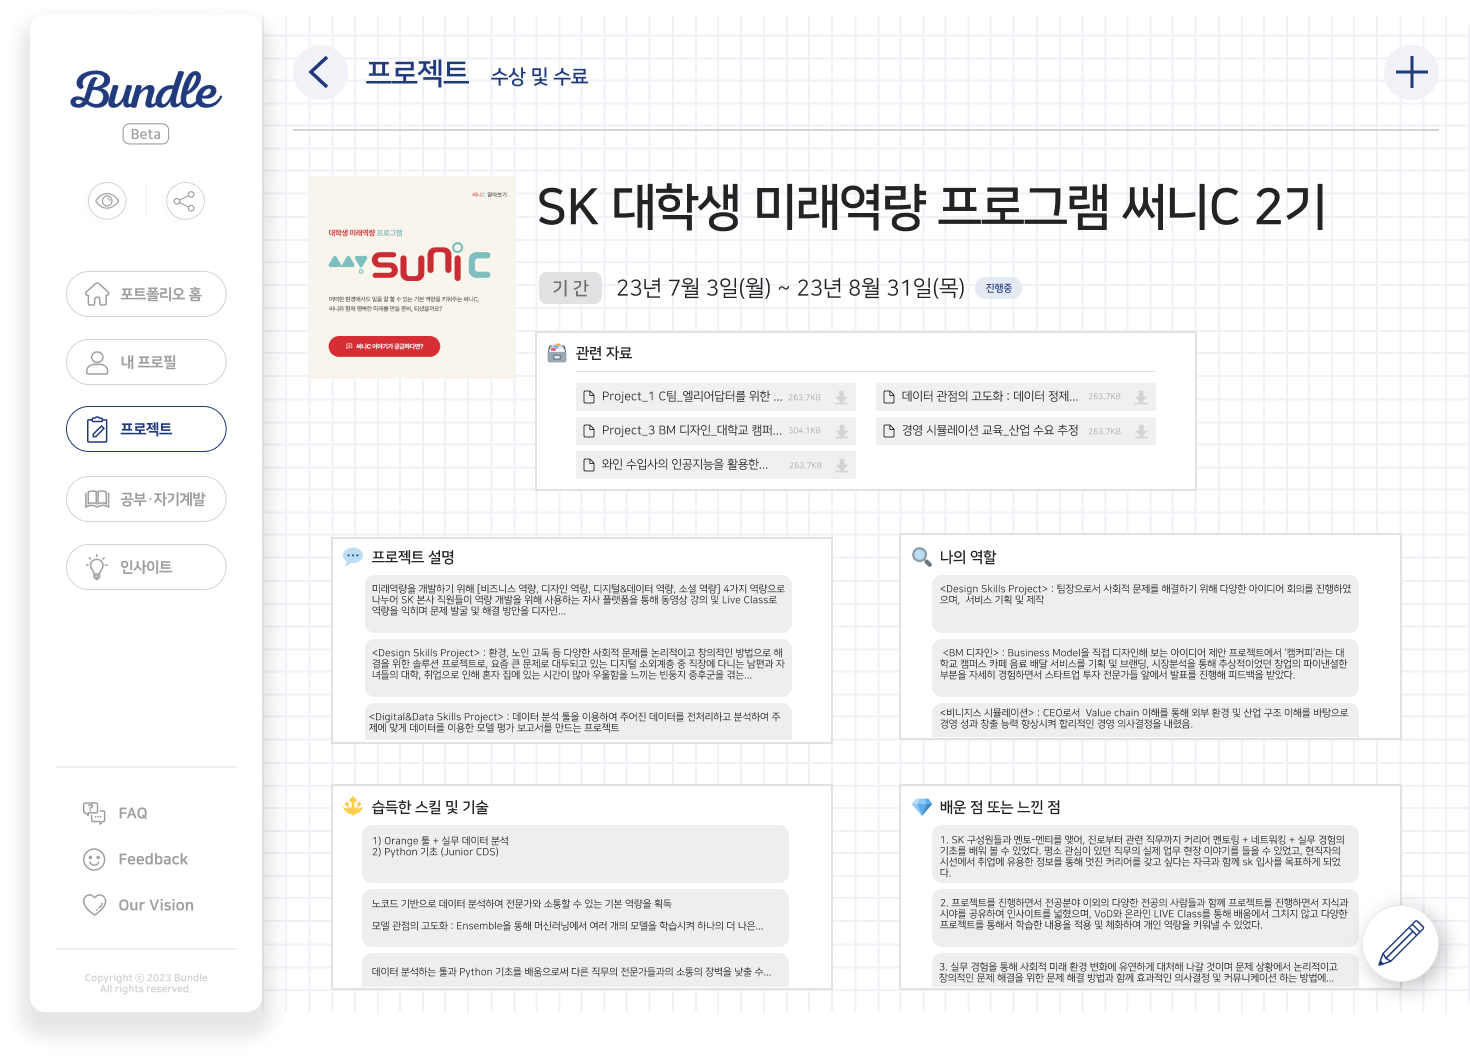 Bundle
Beta
포트폴리오 홈
내 프로필
프로젝트
공부·자기계발
인사이트
FAQ
Feedback
Our Vision
Copyright ⓒ 2023 Bundle
All rights reserved.
프로젝트 수상 및 수료
써니C 알아보기
대학생 미래역량 프로그램
SUNIC
어떠한 환경에서도 일을 잘 할 수 있는 기본 역량을 키워주는 써니C,
써니와 함께 행복한 미래를 만들 준비, 되셨을까요?
써니C 이야기가 궁금하다면?
SK 대학생 미래역량 프로그램 써니C 2기
기 간 23년 7월 3일(월) ~ 23년 8월 31일(목) 진행중
관련 자료
Project_1 C팀_엘리어답터를 위한 ... 263.7KB
데이터 관점의 고도화 : 데이터 정제... 263.7KB
Project_3 BM 디자인_대학교 캠퍼... 304.1KB
경영 시뮬레이션 교육_산업 수요 추정 263.7KB
와인 수입사의 인공지능을 활용한... 263.7KB
프로젝트 설명
미래역량을 개발하기 위해 [비즈니스 역량, 디자인 역량, 디지털&데이터 역량, 소셜 역량] 4가지 역량으로
나누어 SK 본사 직원들이 역량 개발을 위해 사용하는 자사 플랫폼을 통해 동영상 강의 및 Live Class로
역량을 익히며 문제 발굴 및 해결 방안을 디자인...
<Design Skills Project> : 환경, 노인 고독 등 다양한 사회적 문제를 논리적이고 창의적인 방법으로 해
결을 위한 솔루션 프로젝트로, 요즘 큰 문제로 대두되고 있는 디지털 소외계층 중 직장에 다니는 남편과 자
녀들의 대학, 취업으로 인해 혼자 집에 있는 시간이 많아 우울함을 느끼는 빈둥지 증후군을 겪는...
<Digital&Data Skills Project> : 데이터 분석 툴을 이용하여 주어진 데이터를 전처리하고 분석하여 주
제에 맞게 데이터를 이용한 모델 평가 보고서를 만드는 프로젝트
나의 역할
<Design Skills Project> : 팀장으로서 사회적 문제를 해결하기 위해 다양한 아이디어 회의를 진행하였
으며, 서비스 기획 및 제작
<BM 디자인> : Business Model을 직접 디자인해 보는 아이디어 제안 프로젝트에서 '캠커피'라는 대
학교 캠퍼스 카페 음료 배달 서비스를 기획 및 브랜딩, 시장분석을 통해 추상적이었던 창업의 파이낸셜한
부분을 자세히 경험하면서 스타트업 투자 전문가들 앞에서 발표를 진행해 피드백을 받았다.
<비니지스 시뮬레이션> : CEO로서 Value chain 이해를 통해 외부 환경 및 산업 구조 이해를 바탕으로
경영 성과 창출 능력 향상시켜 합리적인 경영 의사결정을 내렸음.
습득한 스킬 및 기술
1) Orange 툴 + 실무 데이터 분석
2) Python 기초 (Junior CDS)
노코드 기반으로 데이터 분석하여 전문가와 소통할 수 있는 기본 역량을 획득
모델 관점의 고도화 : Ensemble을 통해 머신러닝에서 여러 개의 모델을 학습시켜 하나의 더 나은...
데이터 분석하는 툴과 Python 기초를 배움으로써 다른 직무의 전문가들과의 소통의 장벽을 낮출 수...
배운 점 또는 느낀 점
1. SK 구성원들과 멘토-멘티를 맺어, 진로부터 관련 직무까지 커리어 멘토링 + 네트워킹 + 실무 경험의
기초를 배워 볼 수 있었다. 평소 관심이 있던 직무의 실제 업무 현장 이야기를 들을 수 있었고, 현직자의
시선에서 취업에 유용한 정보를 통해 멋진 커리어를 갖고 싶다는 자극과 함께 sk 입사를 목표하게 되었
다.
2. 프로젝트를 진행하면서 전공분야 이외의 다양한 전공의 사람들과 함께 프로젝트를 진행하면서 지식과
시야를 공유하여 인사이트를 넓혔으며, VoD와 온라인 LIVE Class를 통해 배움에서 그치지 않고 다양한
프로젝트를 통해서 학습한 내용을 적용 및 체화하여 개인 역량을 키워낼 수 있었다.
3. 실무 경험을 통해 사회적 미래 환경 변화에 유연하게 대처해 나갈 것이며 문제 상황에서 논리적이고
창의적인 문제 해결을 위한 문제 해결 방법과 함께 효과적인 의사결정 및 커뮤니케이션 하는 방법에...